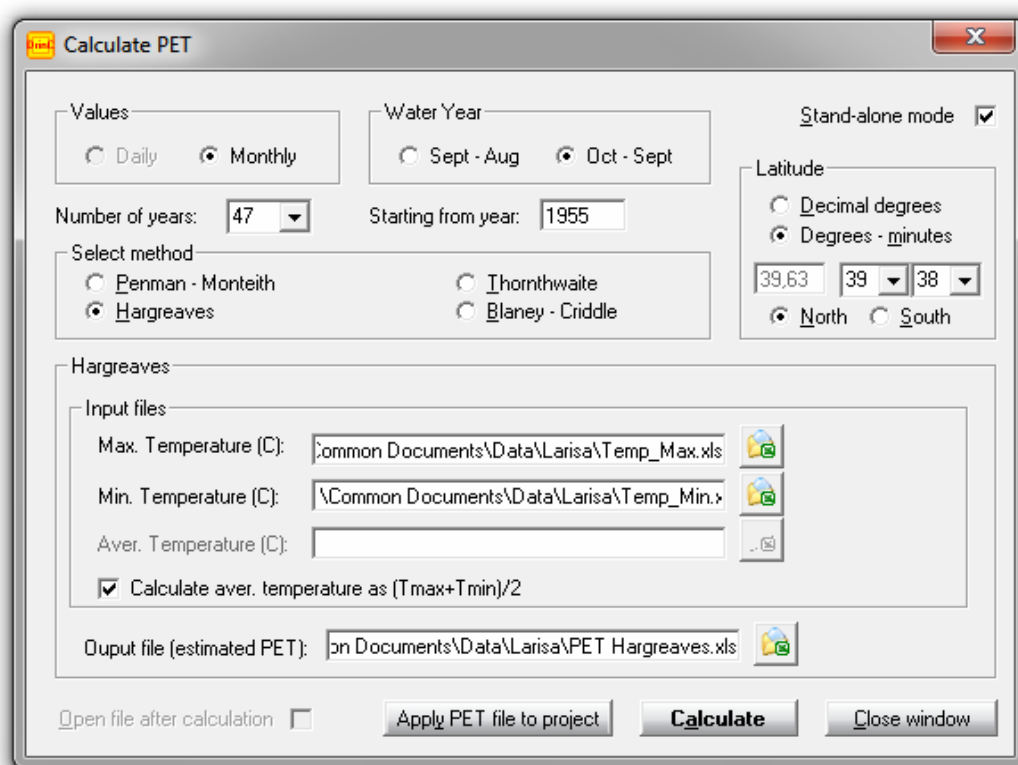 DrinC Calculate PET
Values
Daily Monthly
Water Year
Sept - Aug Oct - Sept
Stand-alone mode
Latitude
Decimal degrees
Degrees - minutes
39,63 39 38
North South
Number of years: 47 Starting from year: 1955
Select method
Penman - Monteith Thornthwaite
Hargreaves Blaney - Criddle
Hargreaves
Input files
Max. Temperature (C): Common Documents\Data\Larisa\Temp_Max.xls
Min. Temperature (C): \Common Documents\Data\Larisa\Temp_Min.x
Aver. Temperature (C):
Calculate aver. temperature as (Tmax+Tmin)/2
Ouput file (estimated PET): on Documents\Data\Larisa\PET Hargreaves.xls
Open file after calculation Apply PET file to project Calculate Close window